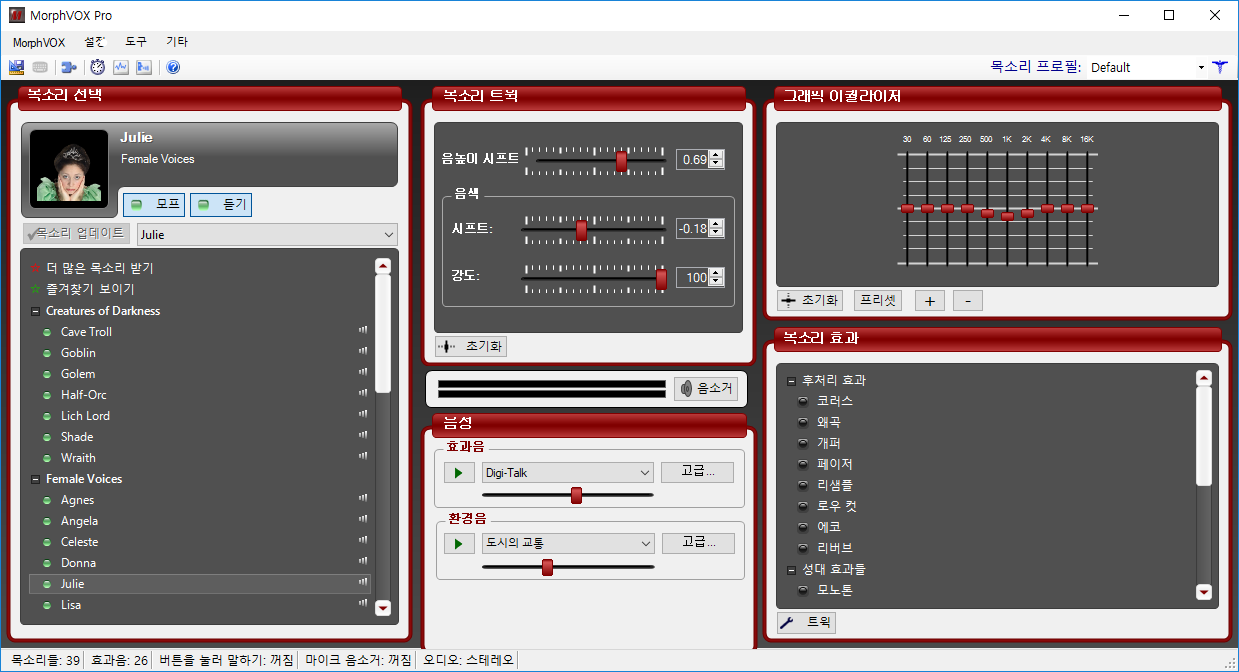 MorphVOX Pro
MorphVOX 설정 도구 기타
목소리 프로필: Default
목소리 선택
Julie
Female Voices
모프 듣기
목소리 업데이트 Julie
더 많은 목소리 받기
즐겨찾기 보이기
Creatures of Darkness
Cave Troll
Goblin
Golem
Half-Orc
Lich Lord
Shade
Wraith
Female Voices
Agnes
Angela
Celeste
Donna
Julie
Lisa
목소리 트윅
음높이 시프트 0.69
음색
시프트: -0.18
강도: 100
초기화
음소거
음성
효과음
Digi-Talk 고급...
환경음
도시의 교통 고급...
그래픽 이퀄라이저
30 60 125 250 500 1K 2K 4K 8K 16K
초기화 프리셋 + -
목소리 효과
후처리 효과
코러스
왜곡
개퍼
페이저
리샘플
로우 컷
에코
리버브
성대 효과들
모노톤
트윅
목소리들: 39 효과음: 26 버튼을 눌러 말하기: 꺼짐 마이크 음소거: 꺼짐 오디오: 스테레오